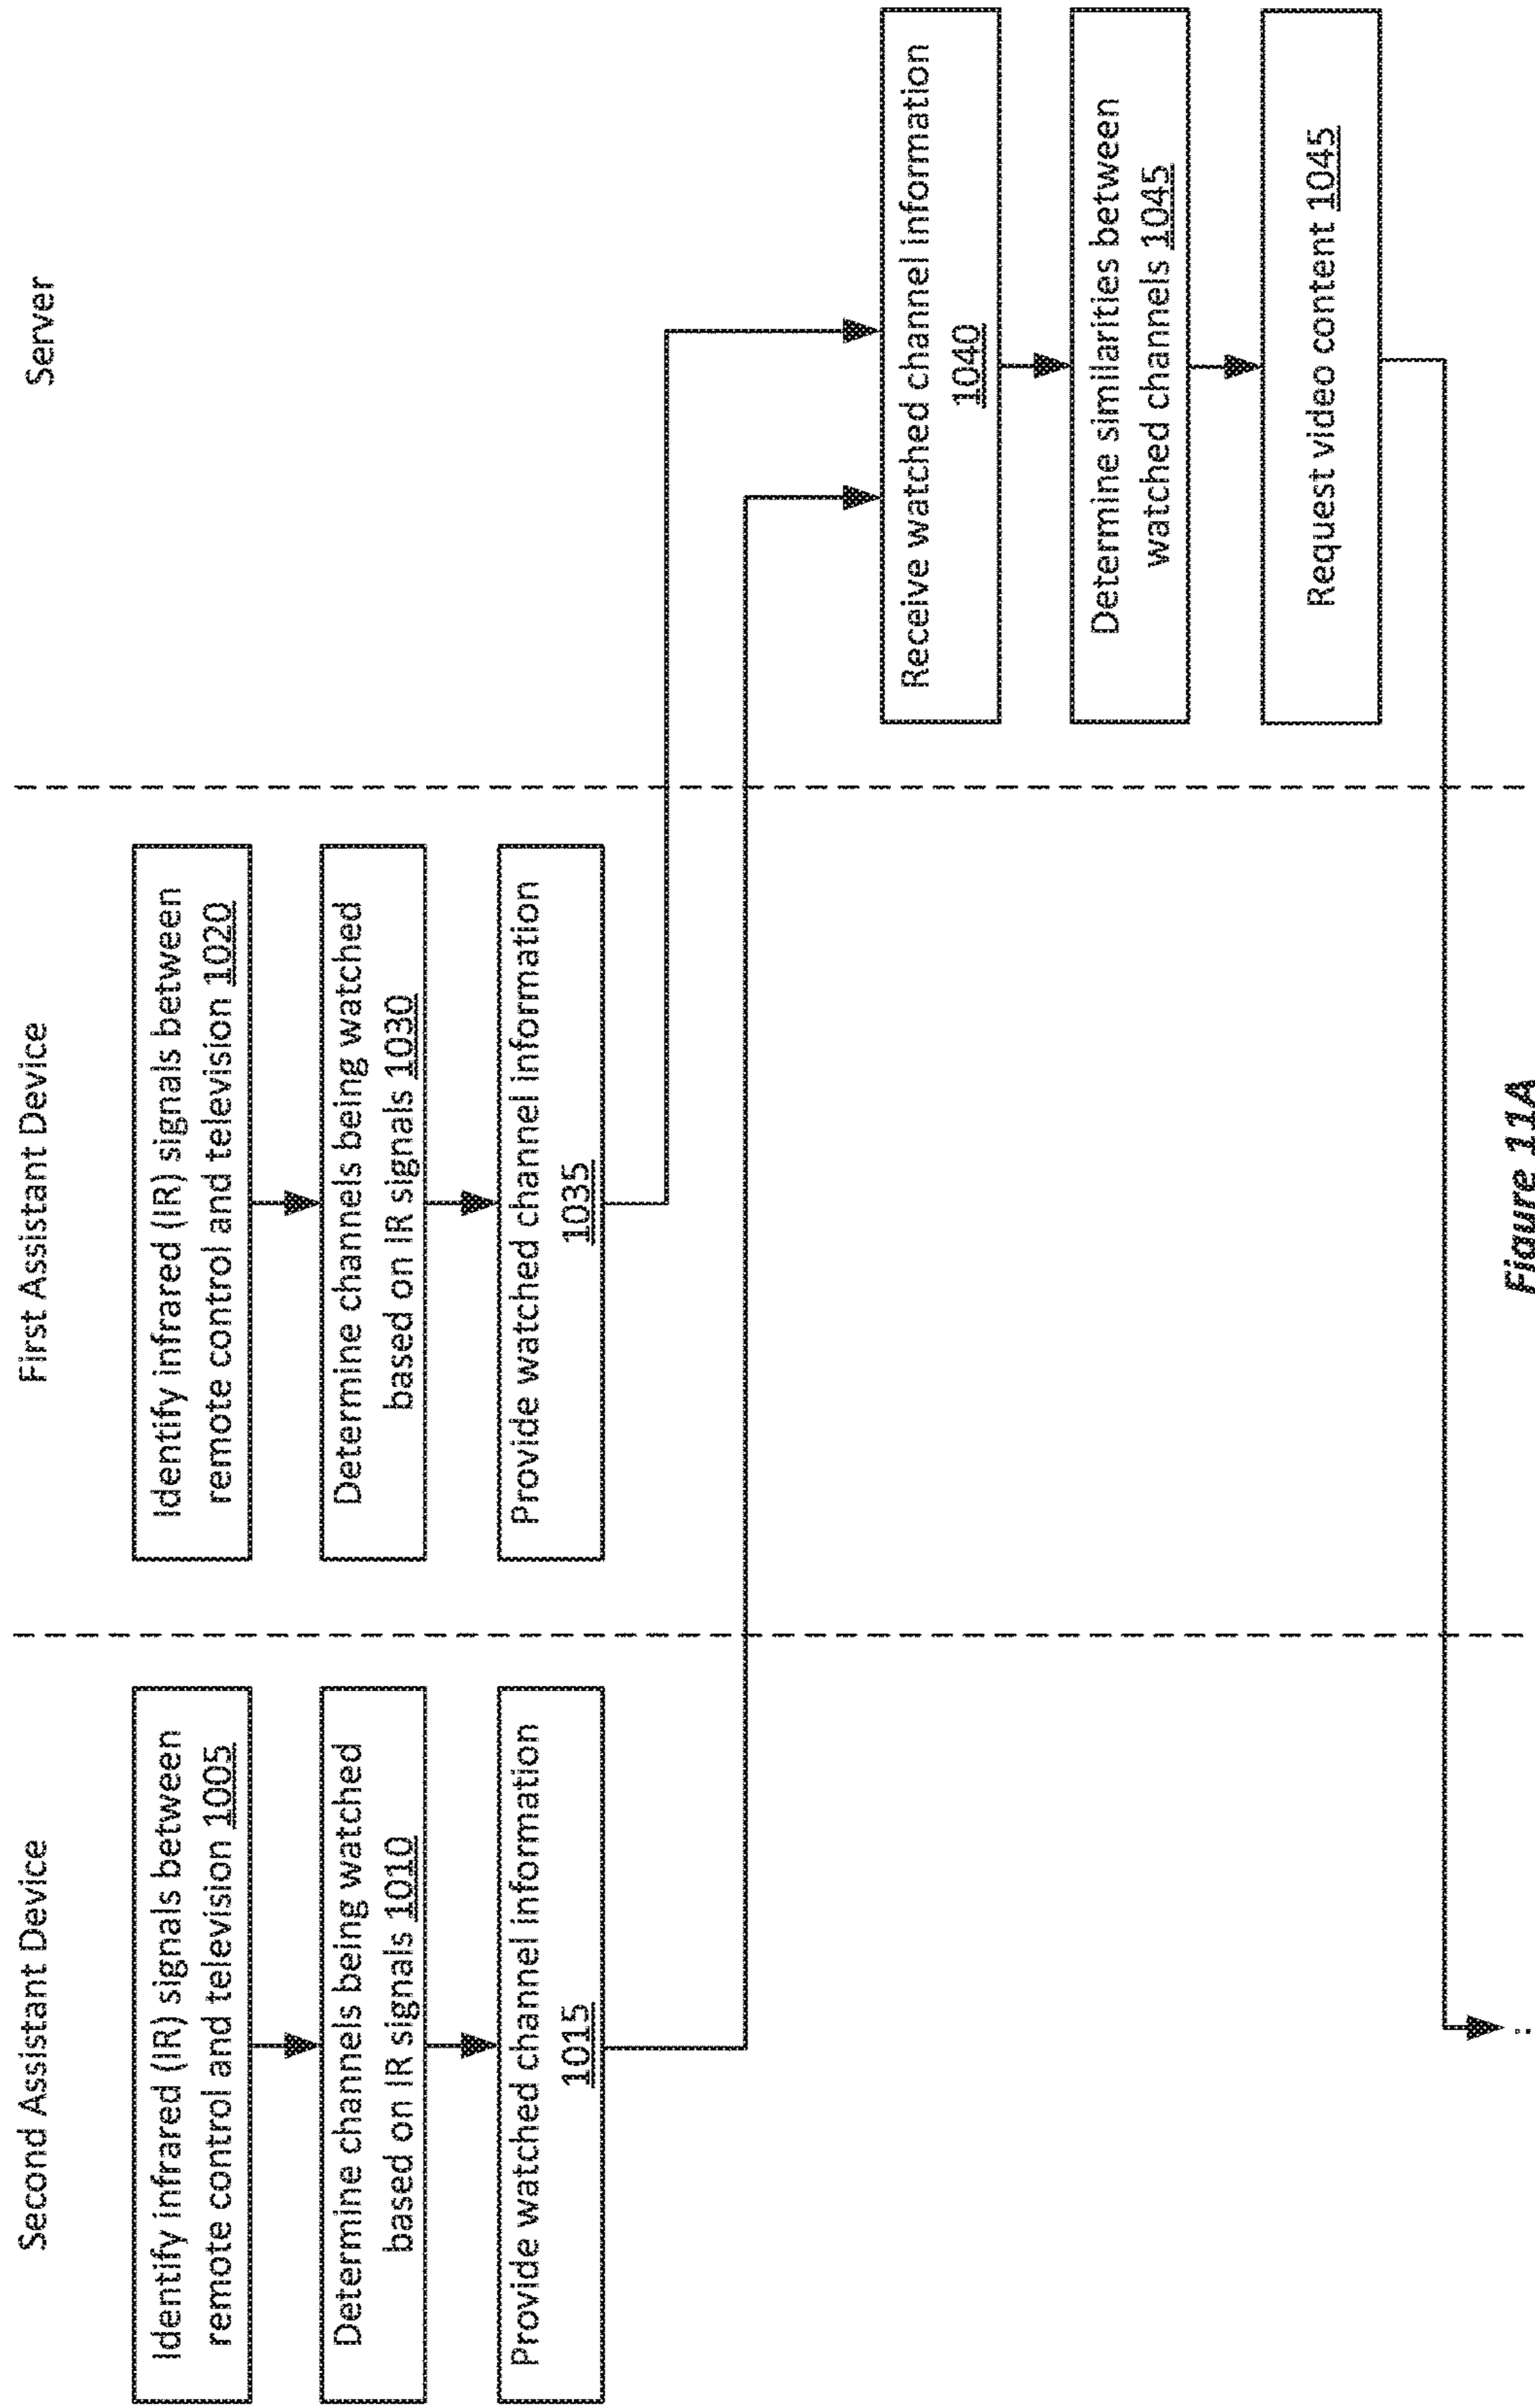 Second Assistant Device
First Assistant Device
Server
Identify infrared (IR) signals between
remote control and television 1005
Determine channels being watched
based on IR signals 1010
Provide watched channel information
1015
Identify infrared (IR) signals between
remote control and television 1020
Determine channels being watched
based on IR signals 1030
Provide watched channel information
1035
Receive watched channel information
1040
Determine similarities between
watched channels 1045
Request video content 1045
Figure 11A